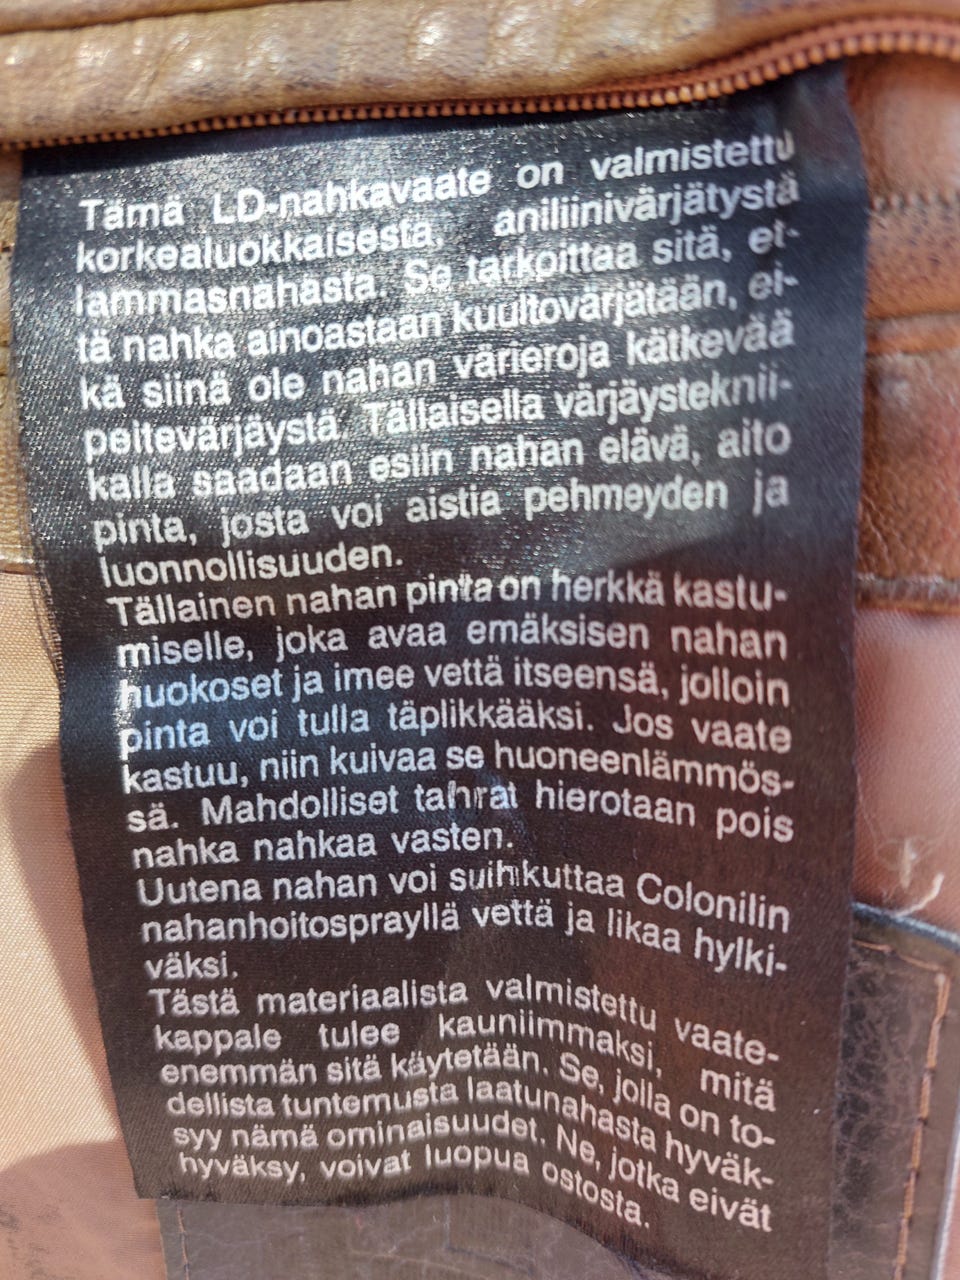 Tämä LD-nahkavaate on valmistettu
korkealuokkaisesta, aniliinivärjätystä
lammasnahasta. Se tarkoittaa sitä, et-
tä nahka ainoastaan kuultovärjätään, ei-
kä siinä ole nahan värieroja kätkevää
peitevärjäystä. Tällaisella värjäystekniı-
kalla saadaan esiin nahan elävä, aito
pinta, josta voi aistia pehmeyden ja
luonnollisuuden.
Tällainen nahan pinta on herkkä kastu-
miselle, joka avaa emäksisen nahan
huokoset ja imee vettä itseensä, jolloin
pinta voi tulla täplikkääksi. Jos vaate
kastuu, niin kuivaa se huoneenlämmös-
sä. Mahdolliset tahrat hierotaan pois
nahka nahkaa vasten.
Uutena nahan voi suihkuttaa Colonilin
nahanhoitosprayllä vettä ja likaa hylki-
väksi.
Tästä materiaalista valmistettu vaate-
kappale tulee kauniimmaksi, mitä
enemmän sitä käytetään. Se, jolla on to-
dellista tuntemusta laatunahasta hyväk-
syy nämä ominaisuudet. Ne, jotka eivät
hyväksy, voivat luopua ostosta.